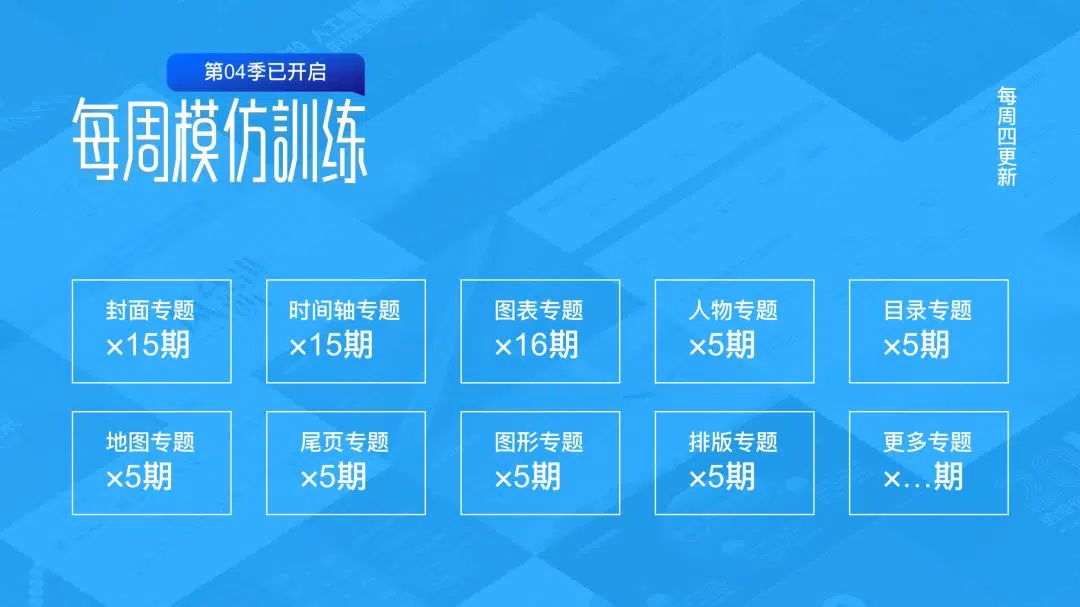 第04季已开启
每周模仿訓练
每周四更新
封面专题
×15期
时间轴专题
×15期
图表专题
×16期
人物专题
×5期
目录专题
×5期
地图专题
×5期
尾页专题
×5期
图形专题
×5期
排版专题
×5期
更多专题
×...期